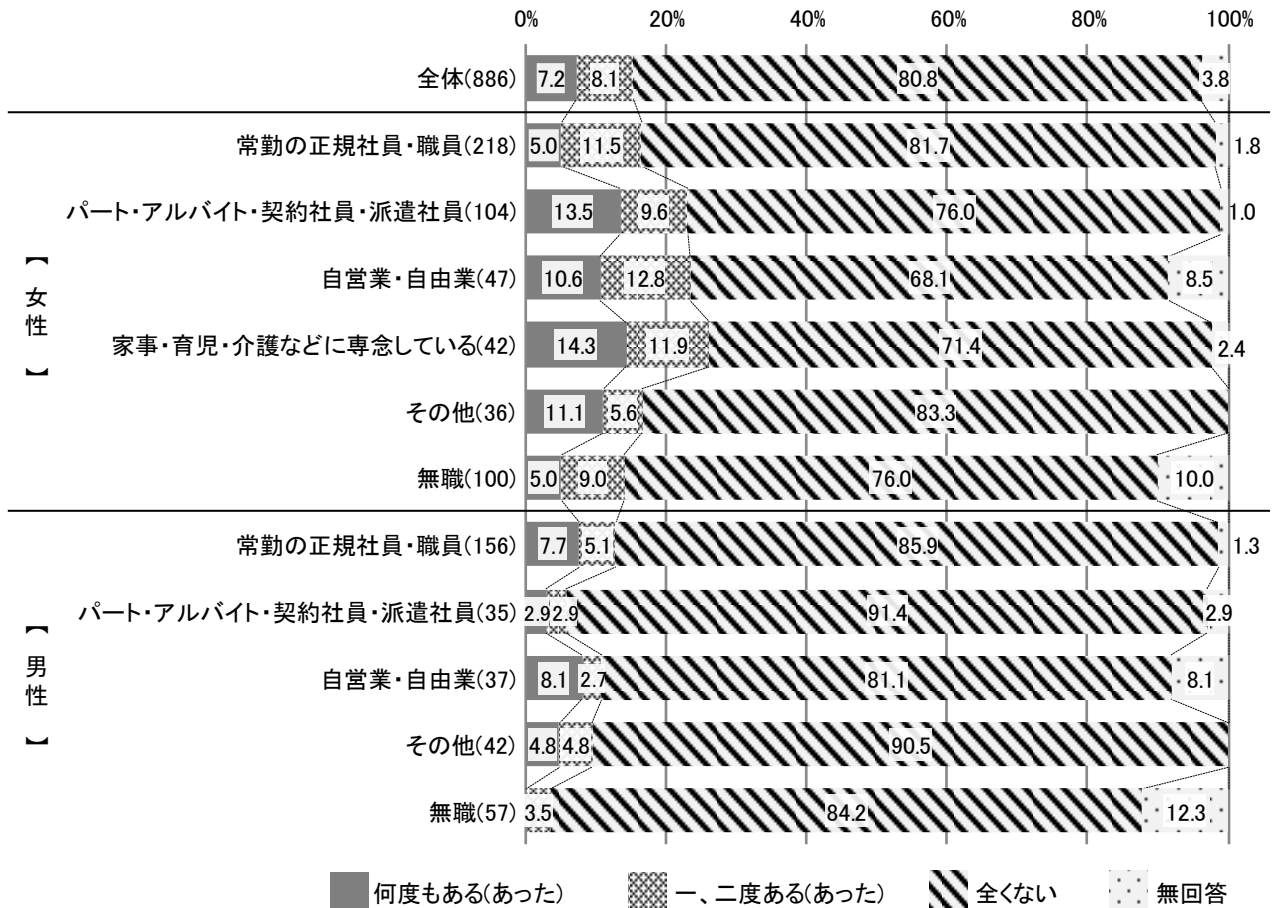 0% 20% 40% 60% 80% 100%
全体(886) 7.2 8.1 80.8 3.8
【女性】
常勤の正規社員・職員(218) 5.0 11.5 81.7 1.8
パート・アルバイト・契約社員・派遣社員(104) 13.5 9.6 76.0 1.0
自営業・自由業(47) 10.6 12.8 68.1 8.5
家事・育児・介護などに専念している(42) 14.3 11.9 71.4 2.4
その他(36) 11.1 5.6 83.3
無職(100) 5.0 9.0 76.0 10.0
【男性】
常勤の正規社員・職員(156) 7.7 5.1 85.9 1.3
パート・アルバイト・契約社員・派遣社員(35) 2.9 2.9 91.4 2.9
自営業・自由業(37) 8.1 2.7 81.1 8.1
その他(42) 4.8 4.8 90.5
無職(57) 3.5 84.2 12.3
何度もある(あった) 一、二度ある(あった) 全くない 無回答